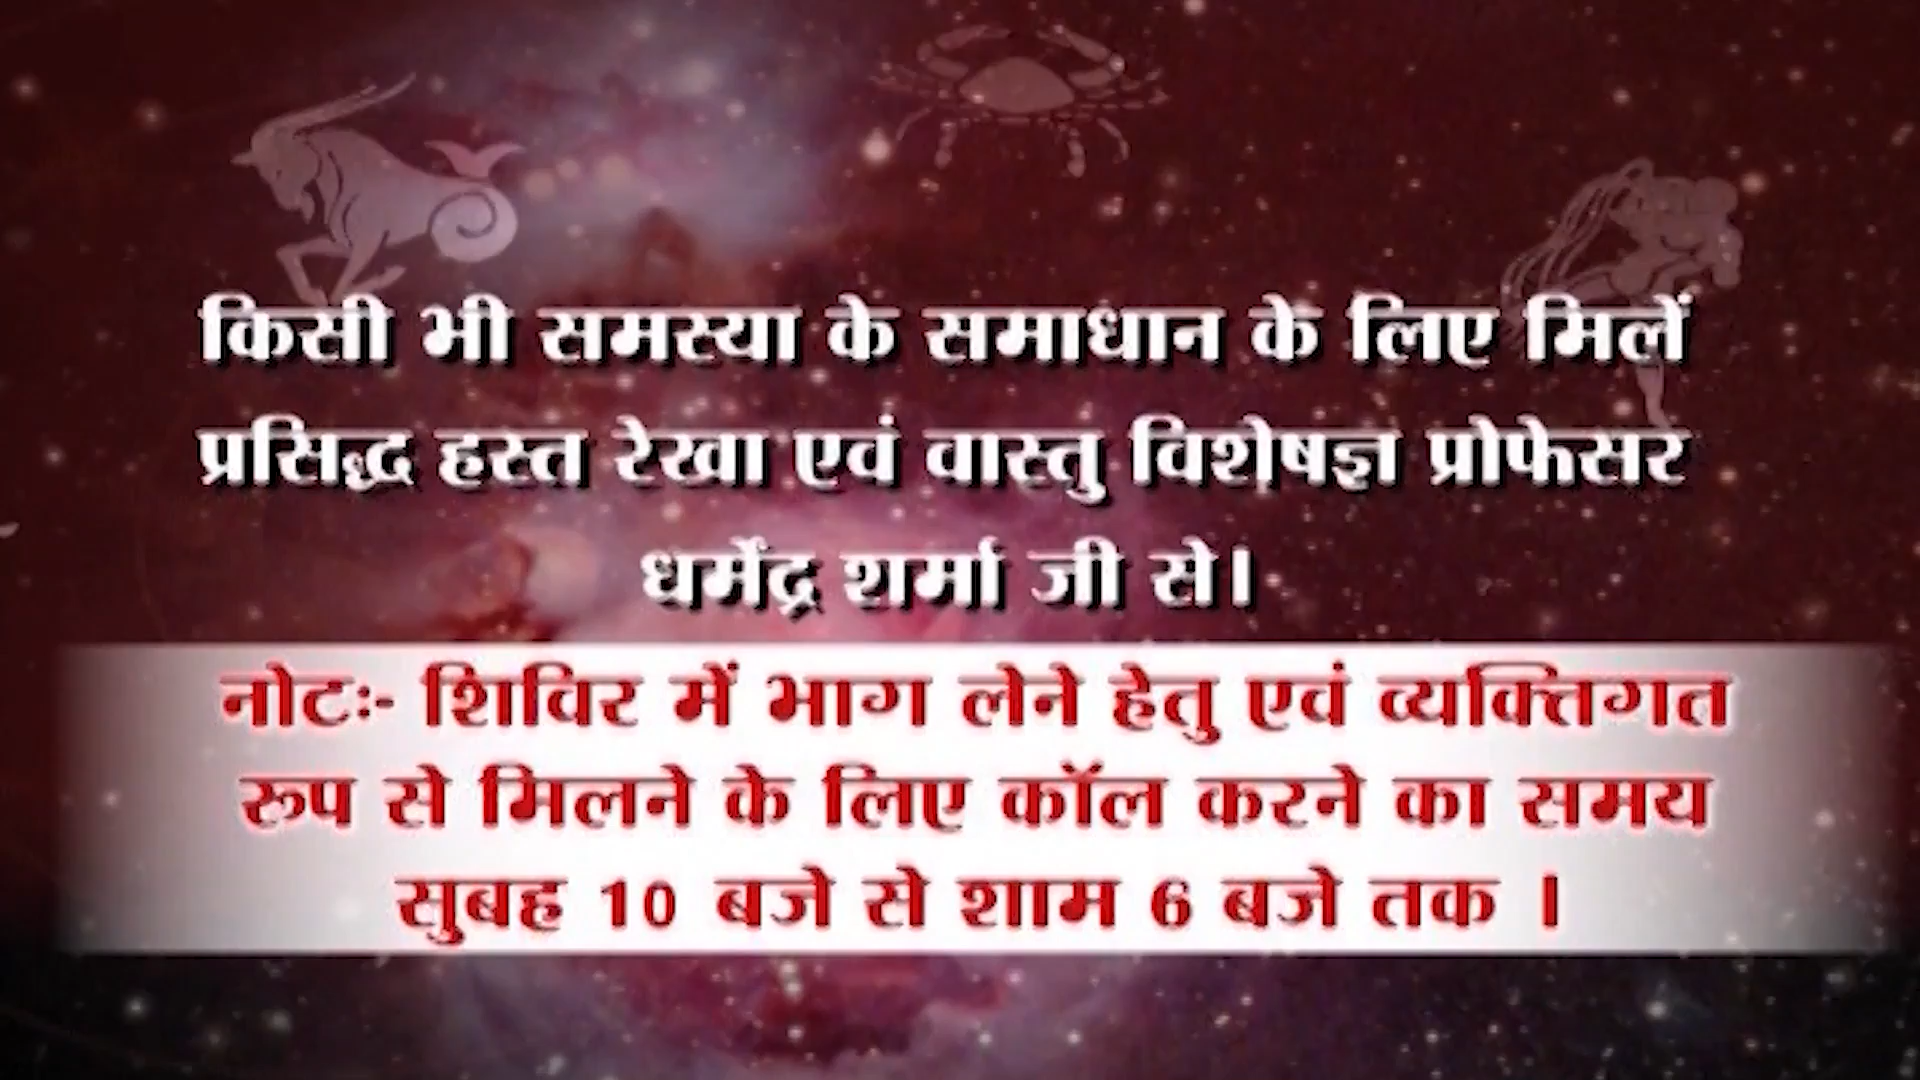 किसी भी समस्या के समाधान के लिए मिलें
प्रसिद्ध हस्त रेखा एवं वास्तु विशेषज्ञ प्रोफेसर
धर्मेंद्र शर्मा जी से।
नोटः- शिविर में भाग लेने हेतु एवं व्यक्तिगत
रूप से मिलने के लिए कॉल करने का समय
सुबह 10 बजे से शाम 6 बजे तक ।